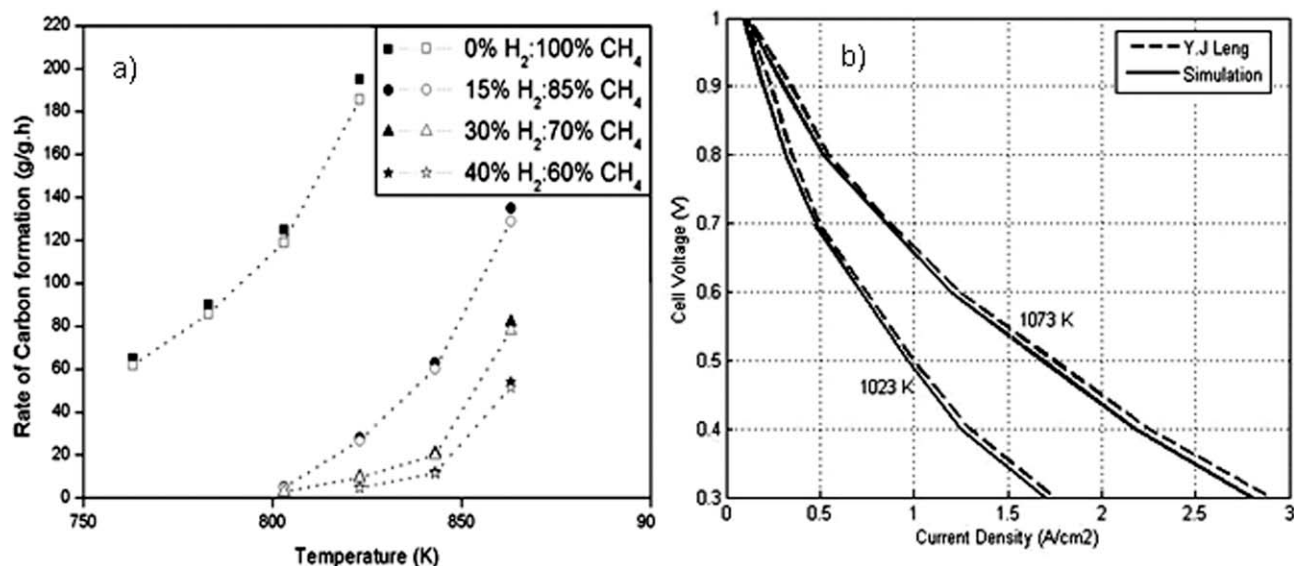 a)
0% H2:100% CH4
15% H2:85% CH4
30% H2:70% CH4
40% H2:60% CH4
Rate of Carbon formation (g/g.h)
220
200
180
160
140
120
100
80
60
40
20
0
750
800
850
90
Temperature (K)
b)
Y.J Leng
Simulation
Cell Voltage (V)
1
0.9
0.8
0.7
0.6
0.5
0.4
0.3
1073 K
1023 K
0
0.5
1
1.5
2
2.5
3
Current Density (A/cm2)